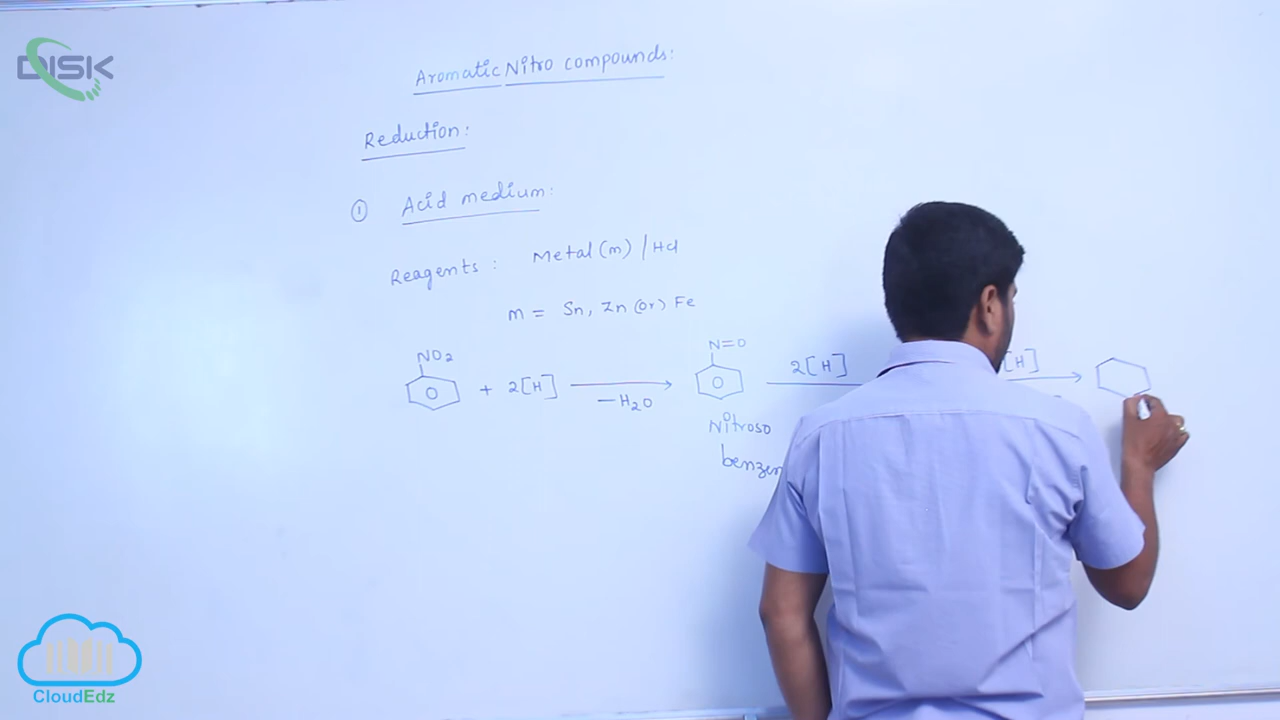 DISK
Aromatic Nitro compounds:
Reduction:
① Acid medium:
Reagents : Metal (m) / HCl
m = Sn, Zn (or) Fe
NO2 N=O
+ 2[H] —H2O 2[H] [H]
Nitroso
benzen
CloudEdz